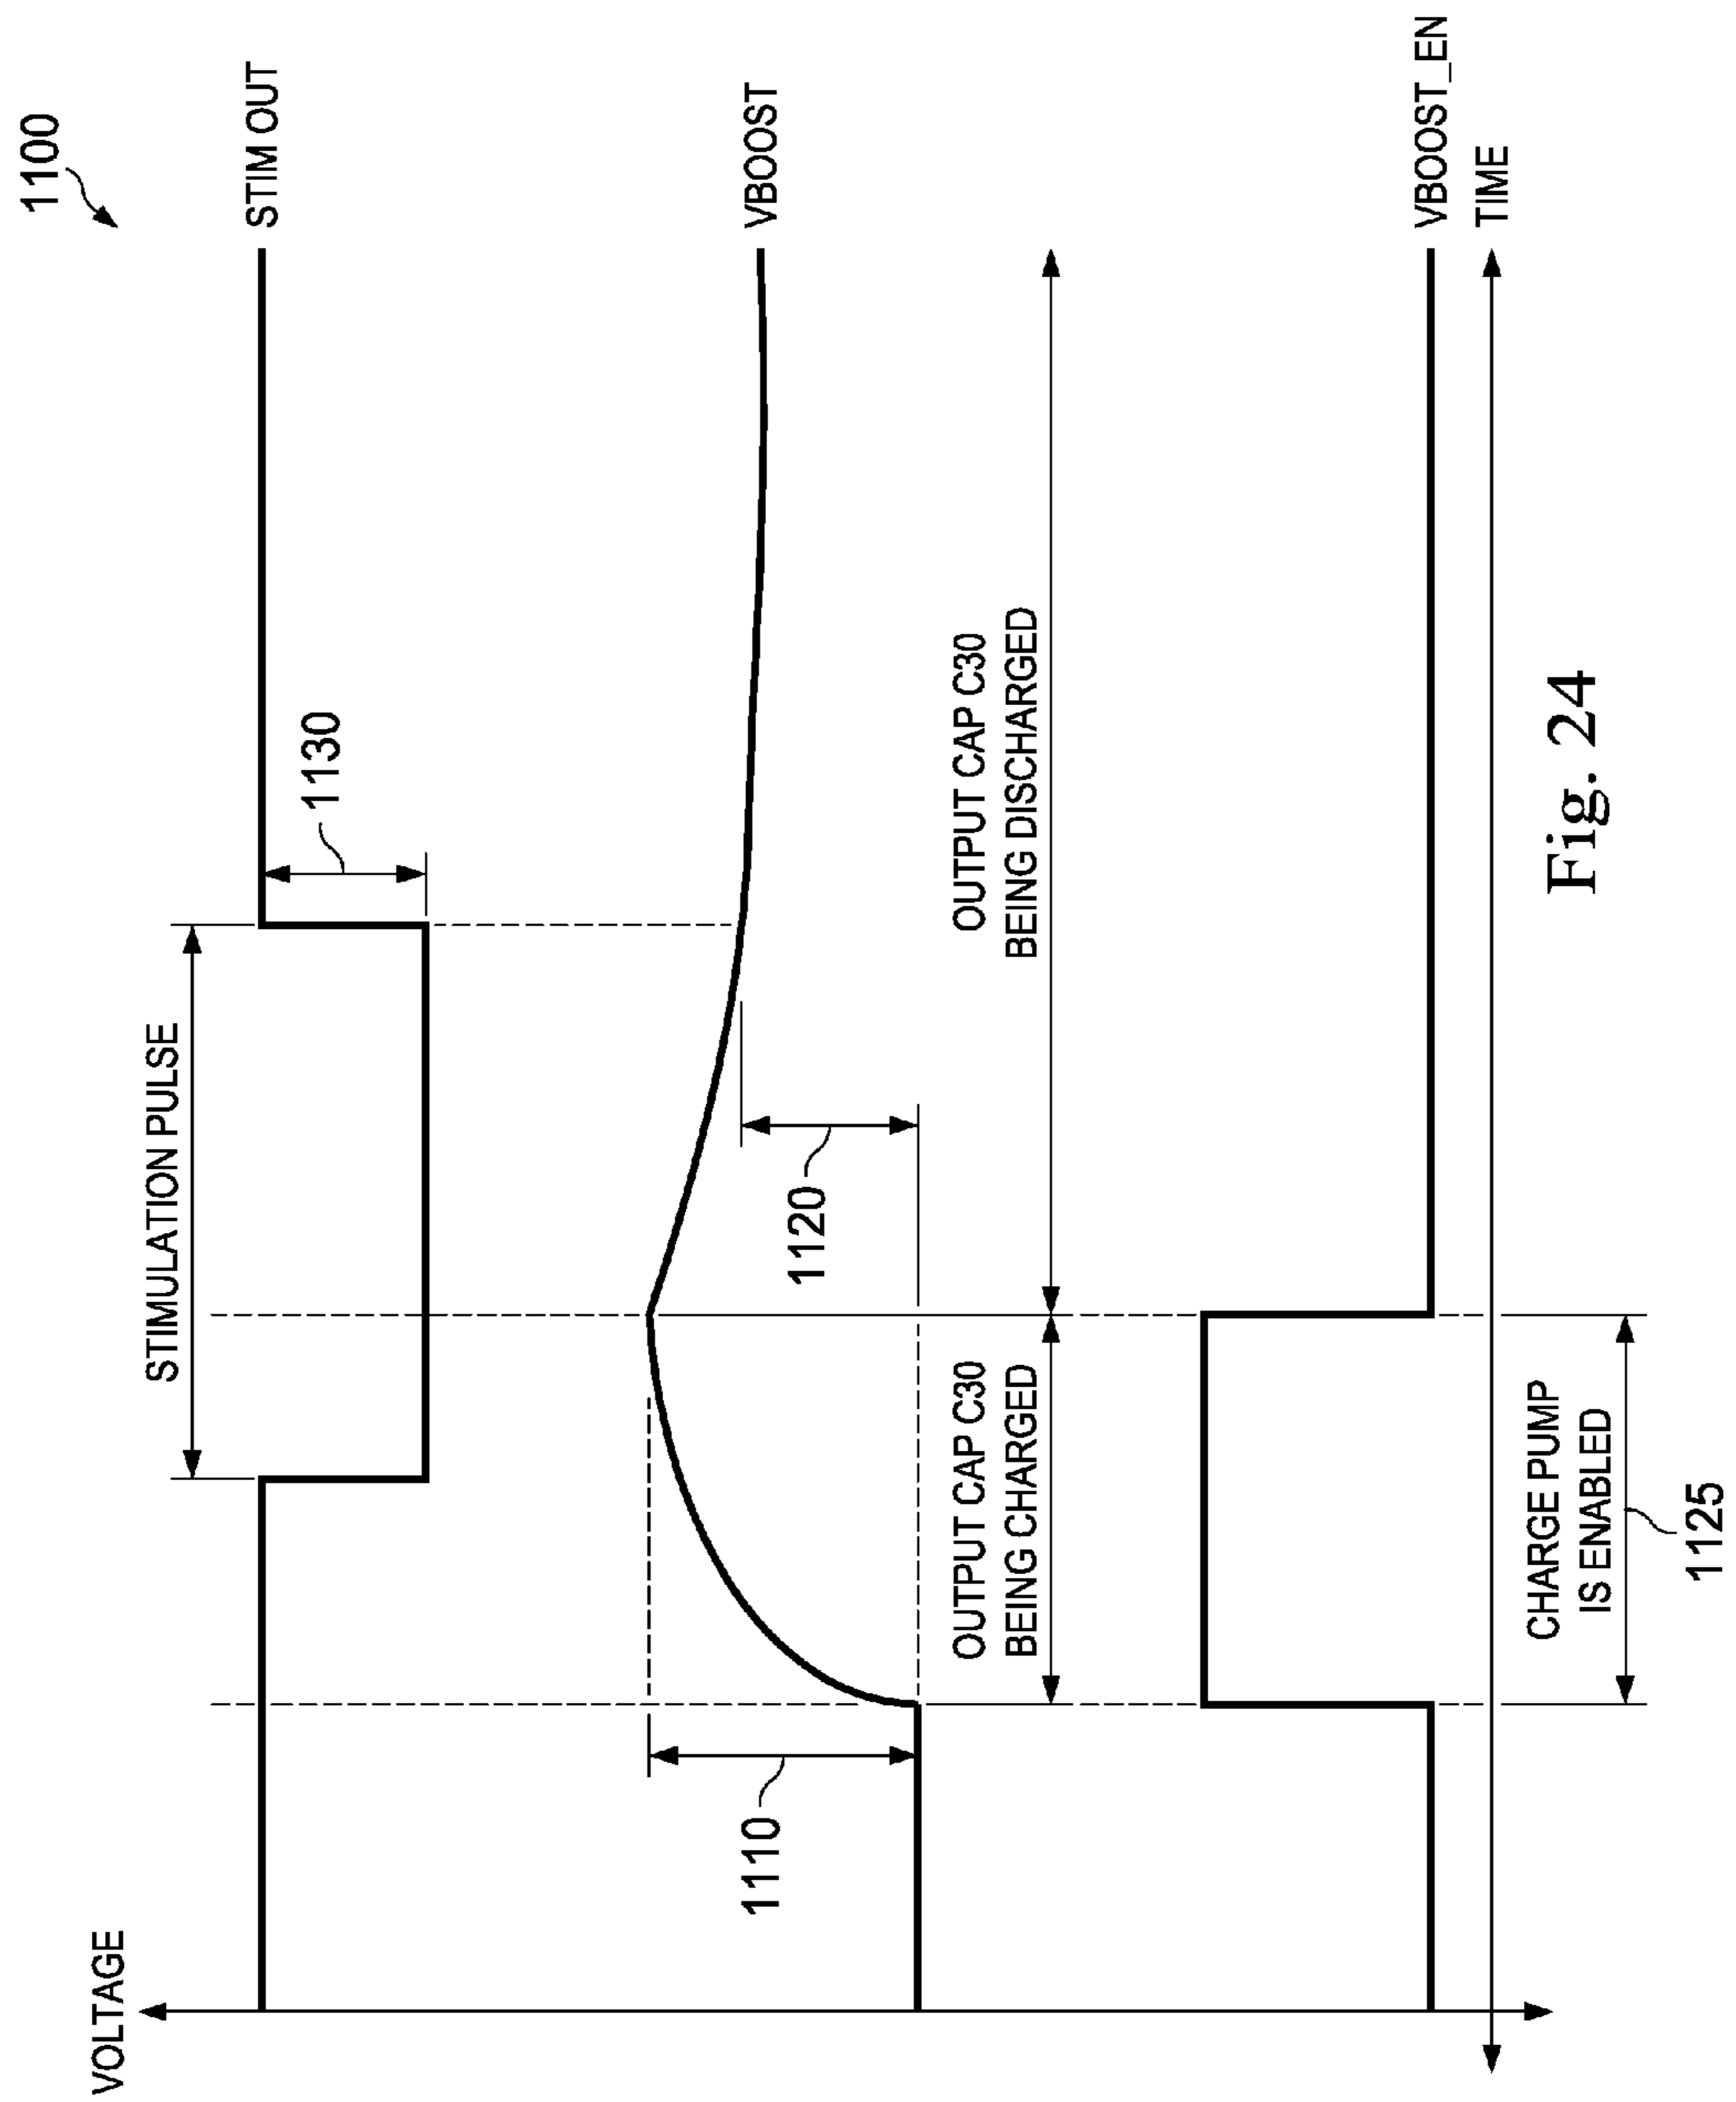 1100
VOLTAGE
STIMULATION PULSE
STIM OUT
1130
1110
1120
VBOOST
OUTPUT CAP C30
BEING CHARGED
OUTPUT CAP C30
BEING DISCHARGED
VBOOST_EN
TIME
CHARGE PUMP
IS ENABLED
1125
Fig. 24